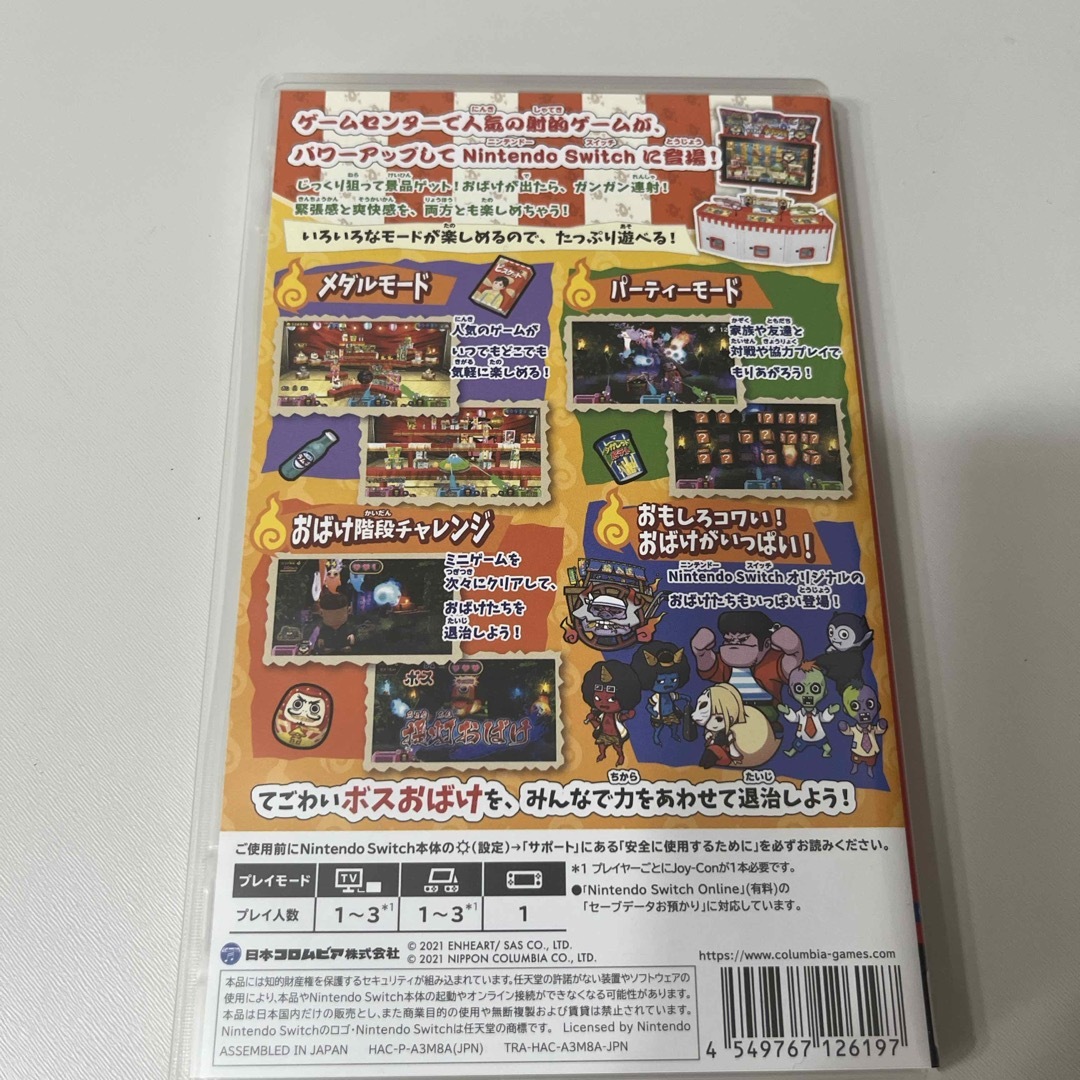 ゲームセンターで人気の射的ゲームが、
パワーアップしてNintendo Switchに登場!
じっくり狙って景品ゲット!おばけが出たら、ガンガン連射!
緊張感と爽快感を、両方とも楽しめちゃう!
いろいろなモードが楽しめるので、たっぷり遊べる!
メダルモード
人気のゲームが
いつでもどこでも
気軽に楽しめる!
パーティーモード
家族や友達と
対戦や協力プレイで
もりあがろう!
おばけ階段チャレンジ
ミニゲームを
次々にクリアして、
おばけたちを
退治しよう!
ボス
提灯おばけ
おもしろコワい!
おばけがいっぱい!
Nintendo Switchオリジナルの
おばけたちもいっぱい登場!
てごわいボスおばけを、みんなで力をあわせて退治しよう!
ご使用前にNintendo Switch本体の(設定)→「サポート」にある「安全に使用するために」を必ずお読みください。
プレイモード TV
プレイ人数 1~3*1 1~3*1 1
*1 プレイヤーごとにJoy-Conが1本必要です。
●「Nintendo Switch Online」(有料)の
「セーブデータお預かり」に対応しています。
日本コロムビア株式会社
© 2021 ENHEART/ SAS CO., LTD.
© 2021 NIPPON COLUMBIA CO., LTD.
https://www.columbia-games.com
本品には知的財産権を保護するセキュリティが組み込まれています。任天堂の許諾がない装置やソフトウェアの
使用により、本品やNintendo Switch本体の起動やオンライン接続ができなくなる可能性があります。
本品は日本国内だけの販売とし、また商業目的の使用や無断複製および賃貸は禁止されています。
Nintendo Switchのロゴ・Nintendo Switchは任天堂の商標です。 Licensed by Nintendo
ASSEMBLED IN JAPAN HAC-P-A3M8A(JPN) TRA-HAC-A3M8A-JPN
4 549767 126197